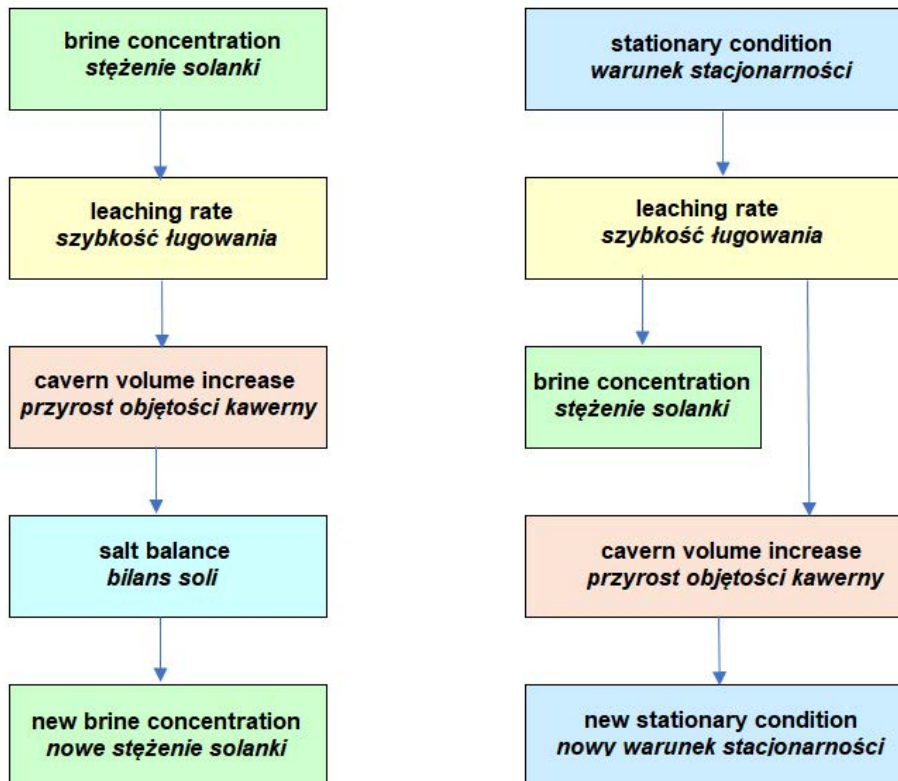 brine concentration
stężenie solanki
leaching rate
szybkość ługowania
cavern volume increase
przyrost objętości kawerny
salt balance
bilans soli
new brine concentration
nowe stężenie solanki
stationary condition
warunek stacjonarności
leaching rate
szybkość ługowania
brine concentration
stężenie solanki
cavern volume increase
przyrost objętości kawerny
new stationary condition
nowy warunek stacjonarności